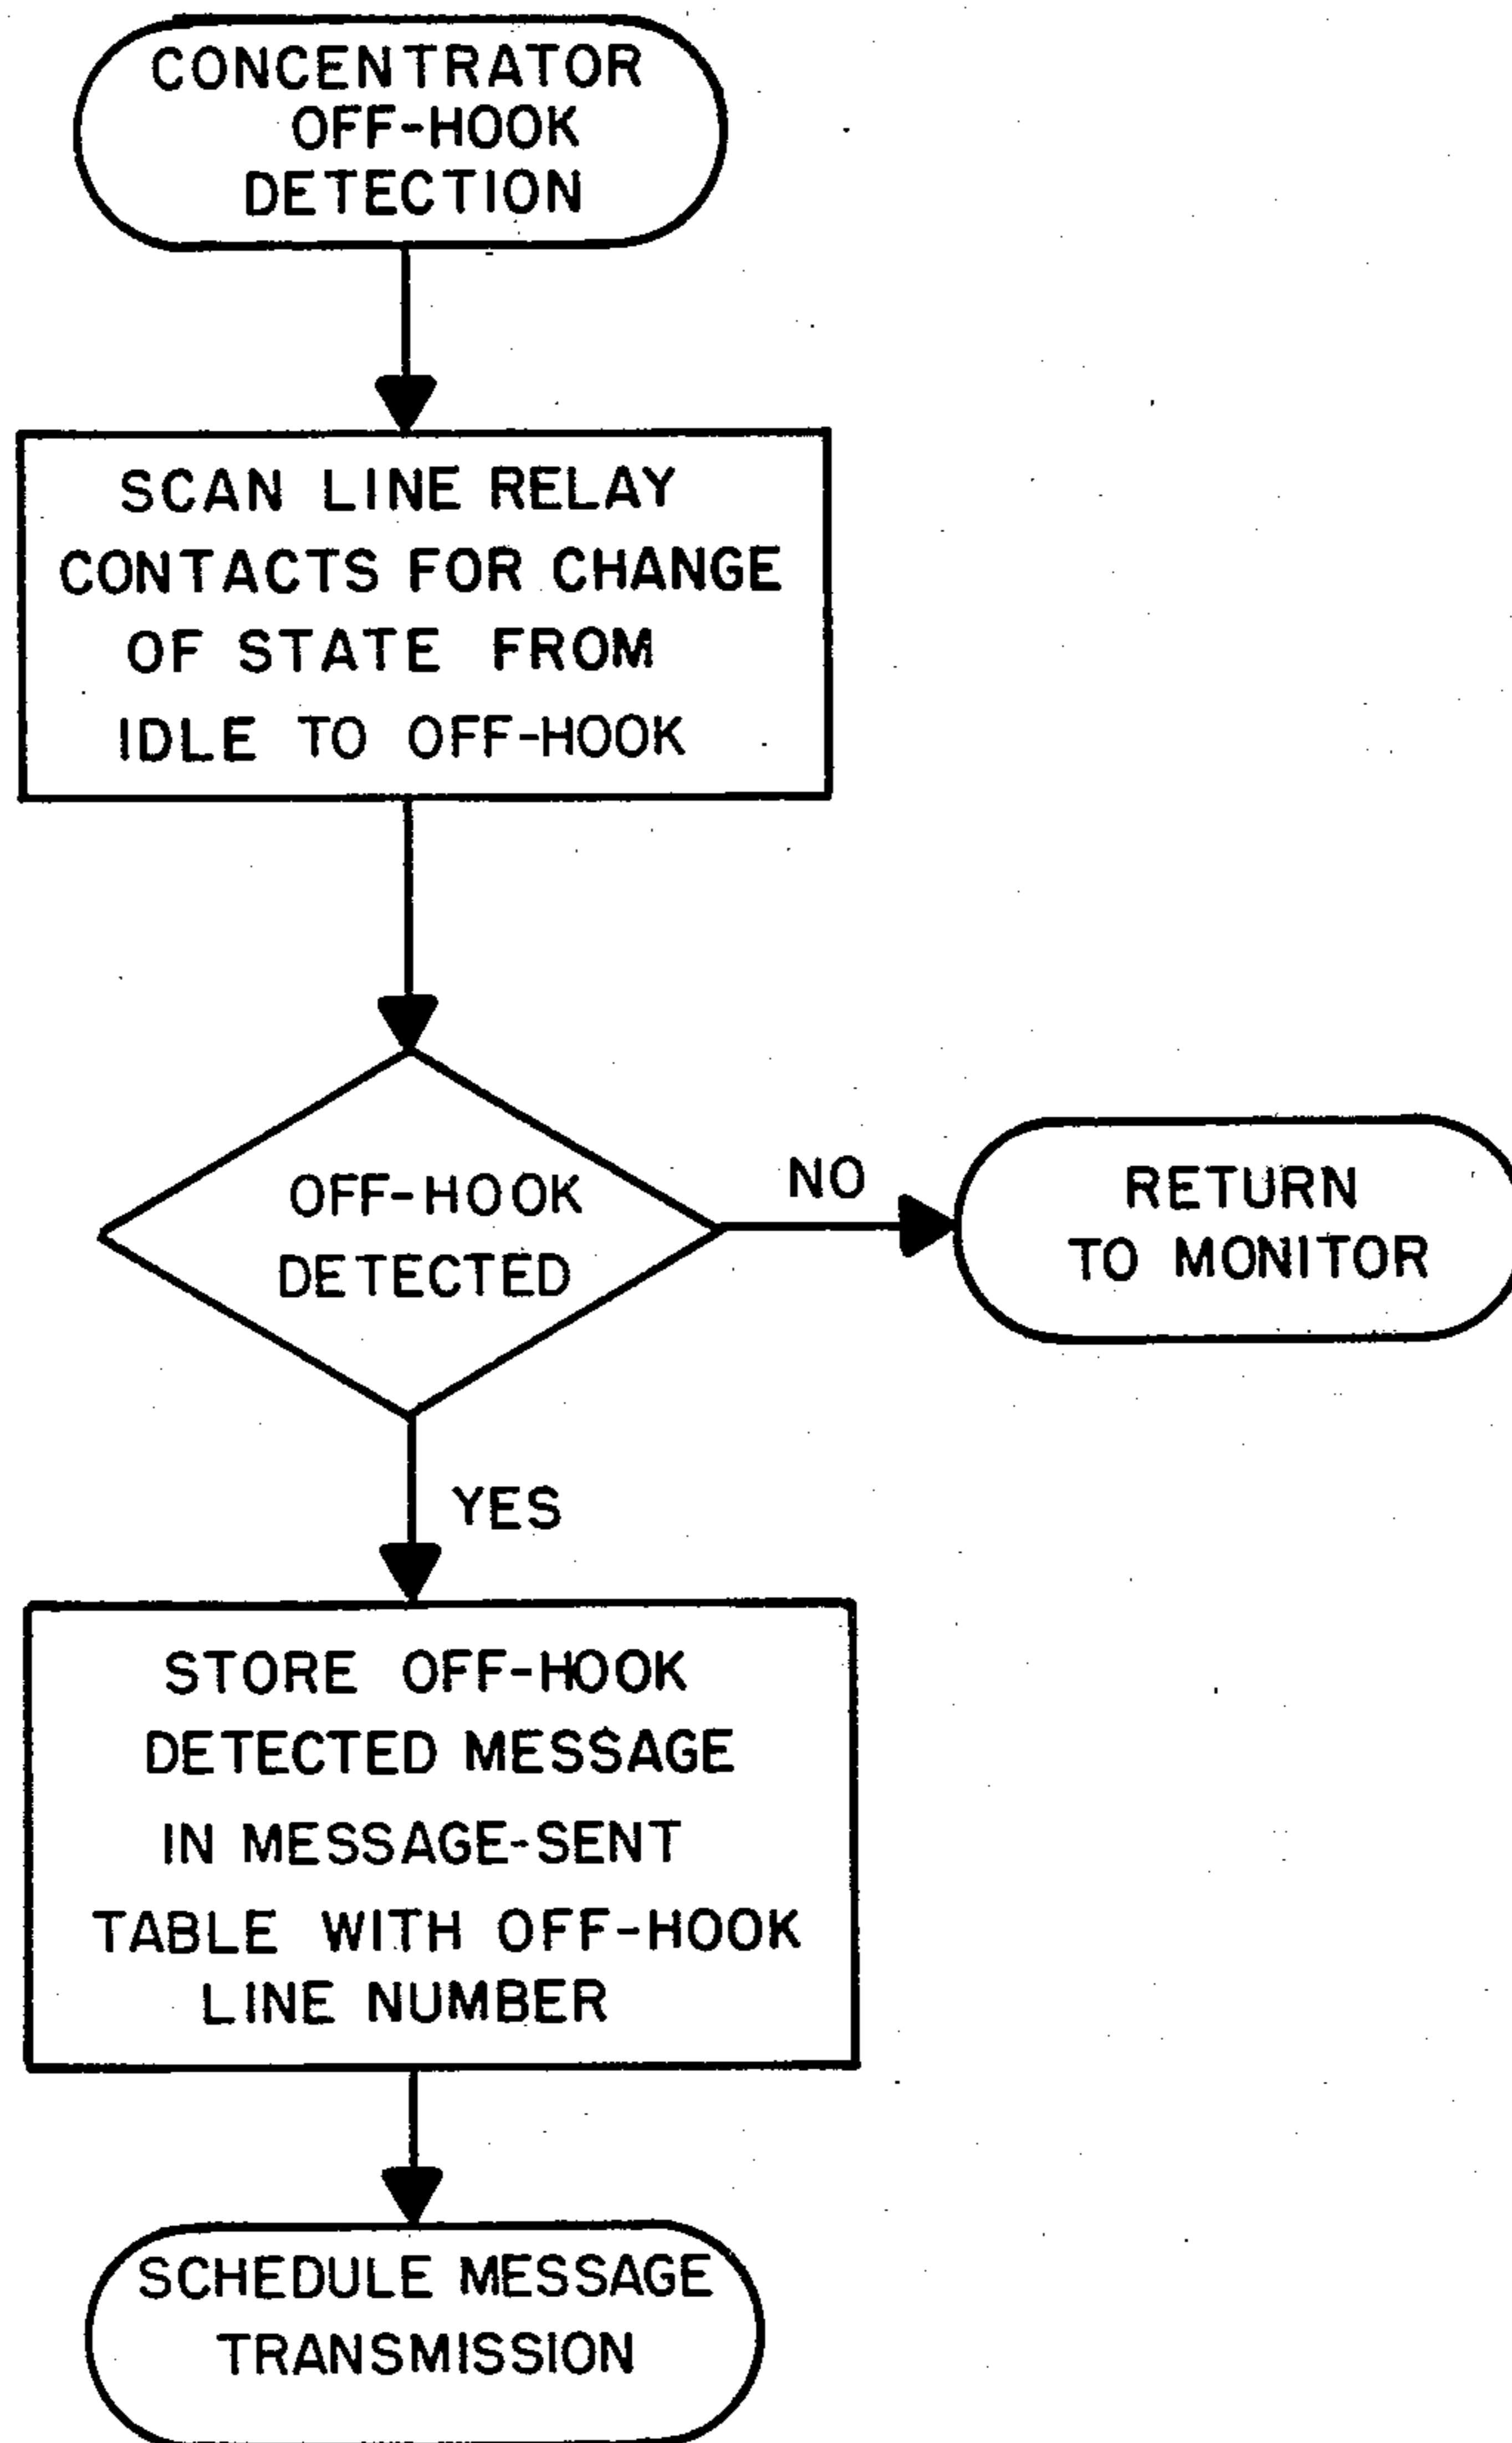 CONCENTRATOR
OFF-HOOK
DETECTION
SCAN LINE RELAY
CONTACTS FOR CHANGE
OF STATE FROM
IDLE TO OFF-HOOK
OFF-HOOK
DETECTED
NO
RETURN
TO MONITOR
YES
STORE OFF-HOOK
DETECTED MESSAGE
IN MESSAGE-SENT
TABLE WITH OFF-HOOK
LINE NUMBER
SCHEDULE MESSAGE
TRANSMISSION